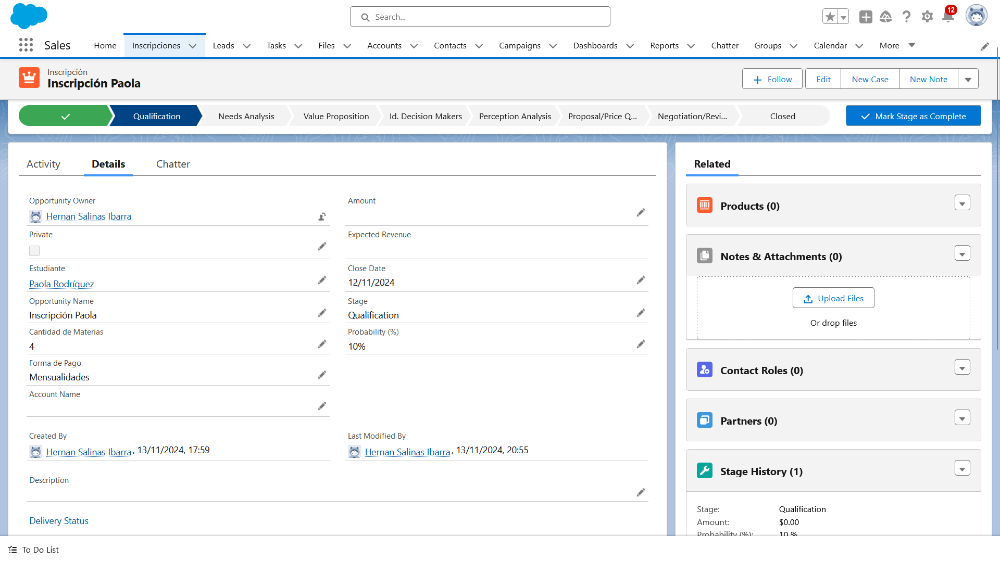 Search...
12
Sales
Home
Inscripciones
Leads
Tasks
Files
Accounts
Contacts
Campaigns
Dashboards
Reports
Chatter
Groups
Calendar
More
Inscripción
Inscripción Paola
Follow
Edit
New Case
New Note
Qualification
Needs Analysis
Value Proposition
Id. Decision Makers
Perception Analysis
Proposal/Price Q...
Negotiation/Revi...
Closed
Mark Stage as Complete
Activity
Details
Chatter
Opportunity Owner
Hernan Salinas Ibarra
Amount
Private
Expected Revenue
Estudiante
Paola Rodríguez
Close Date
12/11/2024
Opportunity Name
Inscripción Paola
Stage
Qualification
Cantidad de Materias
4
Probability (%)
10%
Forma de Pago
Mensualidades
Account Name
Created By
Hernan Salinas Ibarra, 13/11/2024, 17:59
Last Modified By
Hernan Salinas Ibarra, 13/11/2024, 20:55
Description
Delivery Status
Related
Products (0)
Notes & Attachments (0)
Upload Files
Or drop files
Contact Roles (0)
Partners (0)
Stage History (1)
Stage: Qualification
Amount: $0.00
Probability (%): 10 %
To Do List